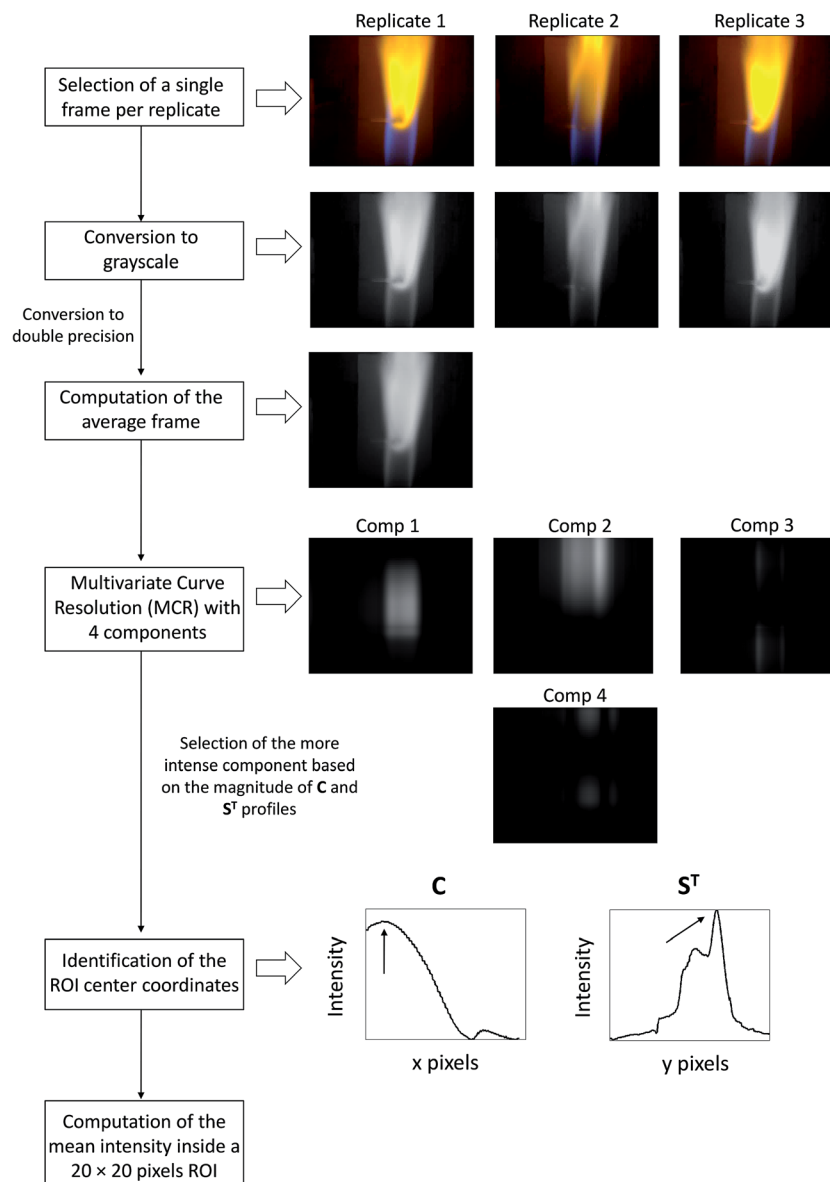 Replicate 1
Replicate 2
Replicate 3
Selection of a single
frame per replicate
Conversion to
grayscale
Conversion to
double precision
Computation of the
average frame
Comp 1
Comp 2
Comp 3
Multivariate Curve
Resolution (MCR) with
4 components
Comp 4
Selection of the more
intense component based
on the magnitude of C and
Sᵀ profiles
C
Sᵀ
Identification of the
ROI center coordinates
Intensity
x pixels
Intensity
y pixels
Computation of the
mean intensity inside a
20 × 20 pixels ROI